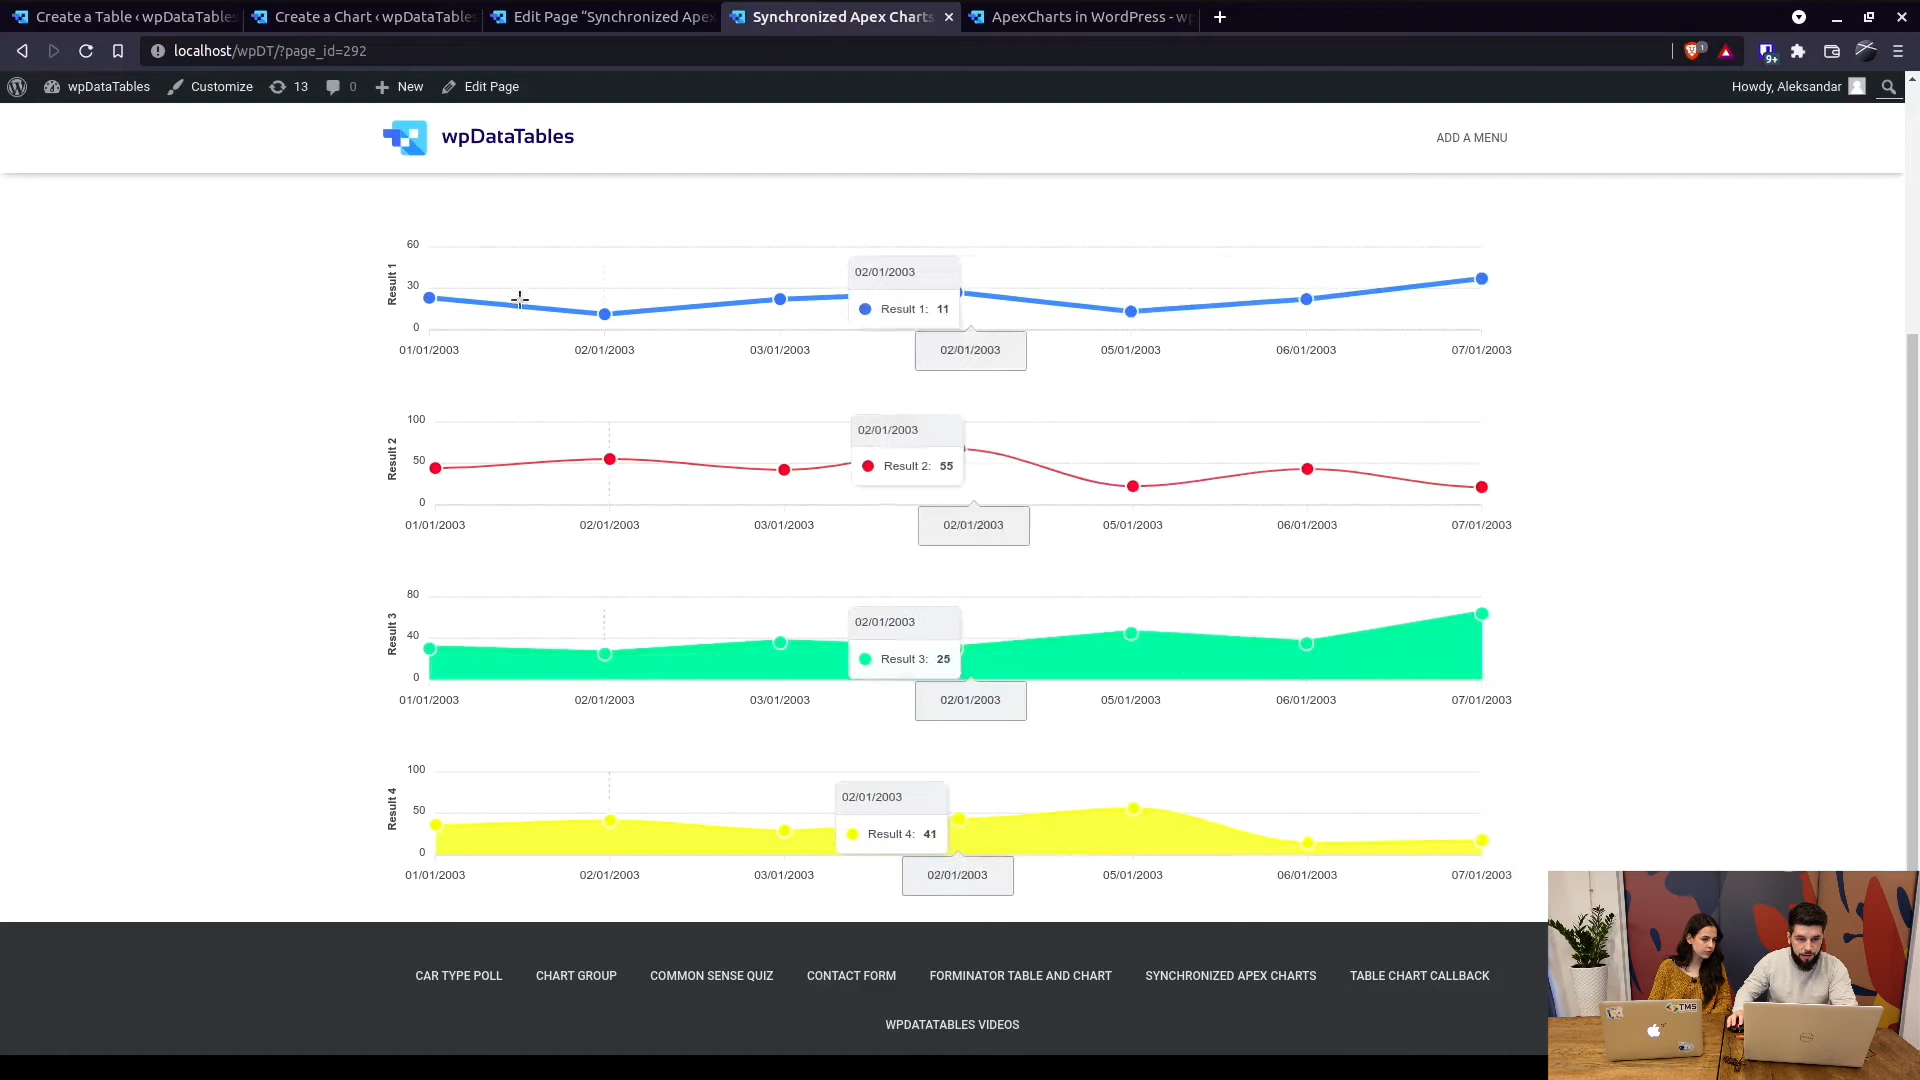 Create a Table ‹ wpDataTables
Create a Chart ‹ wpDataTables
Edit Page “Synchronized Apex
Synchronized Apex Charts
ApexCharts in WordPress - wp
localhost/wpDT/?page_id=292
1
9+
wpDataTables
Customize
13
0
New
Edit Page
Howdy, Aleksandar
wpDataTables
ADD A MENU
Result 1
60
30
0
02/01/2003
Result 1: 11
01/01/2003
02/01/2003
03/01/2003
02/01/2003
05/01/2003
06/01/2003
07/01/2003
Result 2
100
50
0
02/01/2003
Result 2: 55
01/01/2003
02/01/2003
03/01/2003
02/01/2003
05/01/2003
06/01/2003
07/01/2003
Result 3
80
40
0
02/01/2003
Result 3: 25
01/01/2003
02/01/2003
03/01/2003
02/01/2003
05/01/2003
06/01/2003
07/01/2003
Result 4
100
50
0
02/01/2003
Result 4: 41
01/01/2003
02/01/2003
03/01/2003
02/01/2003
05/01/2003
06/01/2003
07/01/2003
CAR TYPE POLL
CHART GROUP
COMMON SENSE QUIZ
CONTACT FORM
FORMINATOR TABLE AND CHART
SYNCHRONIZED APEX CHARTS
TABLE CHART CALLBACK
WPDATATABLES VIDEOS
TMS